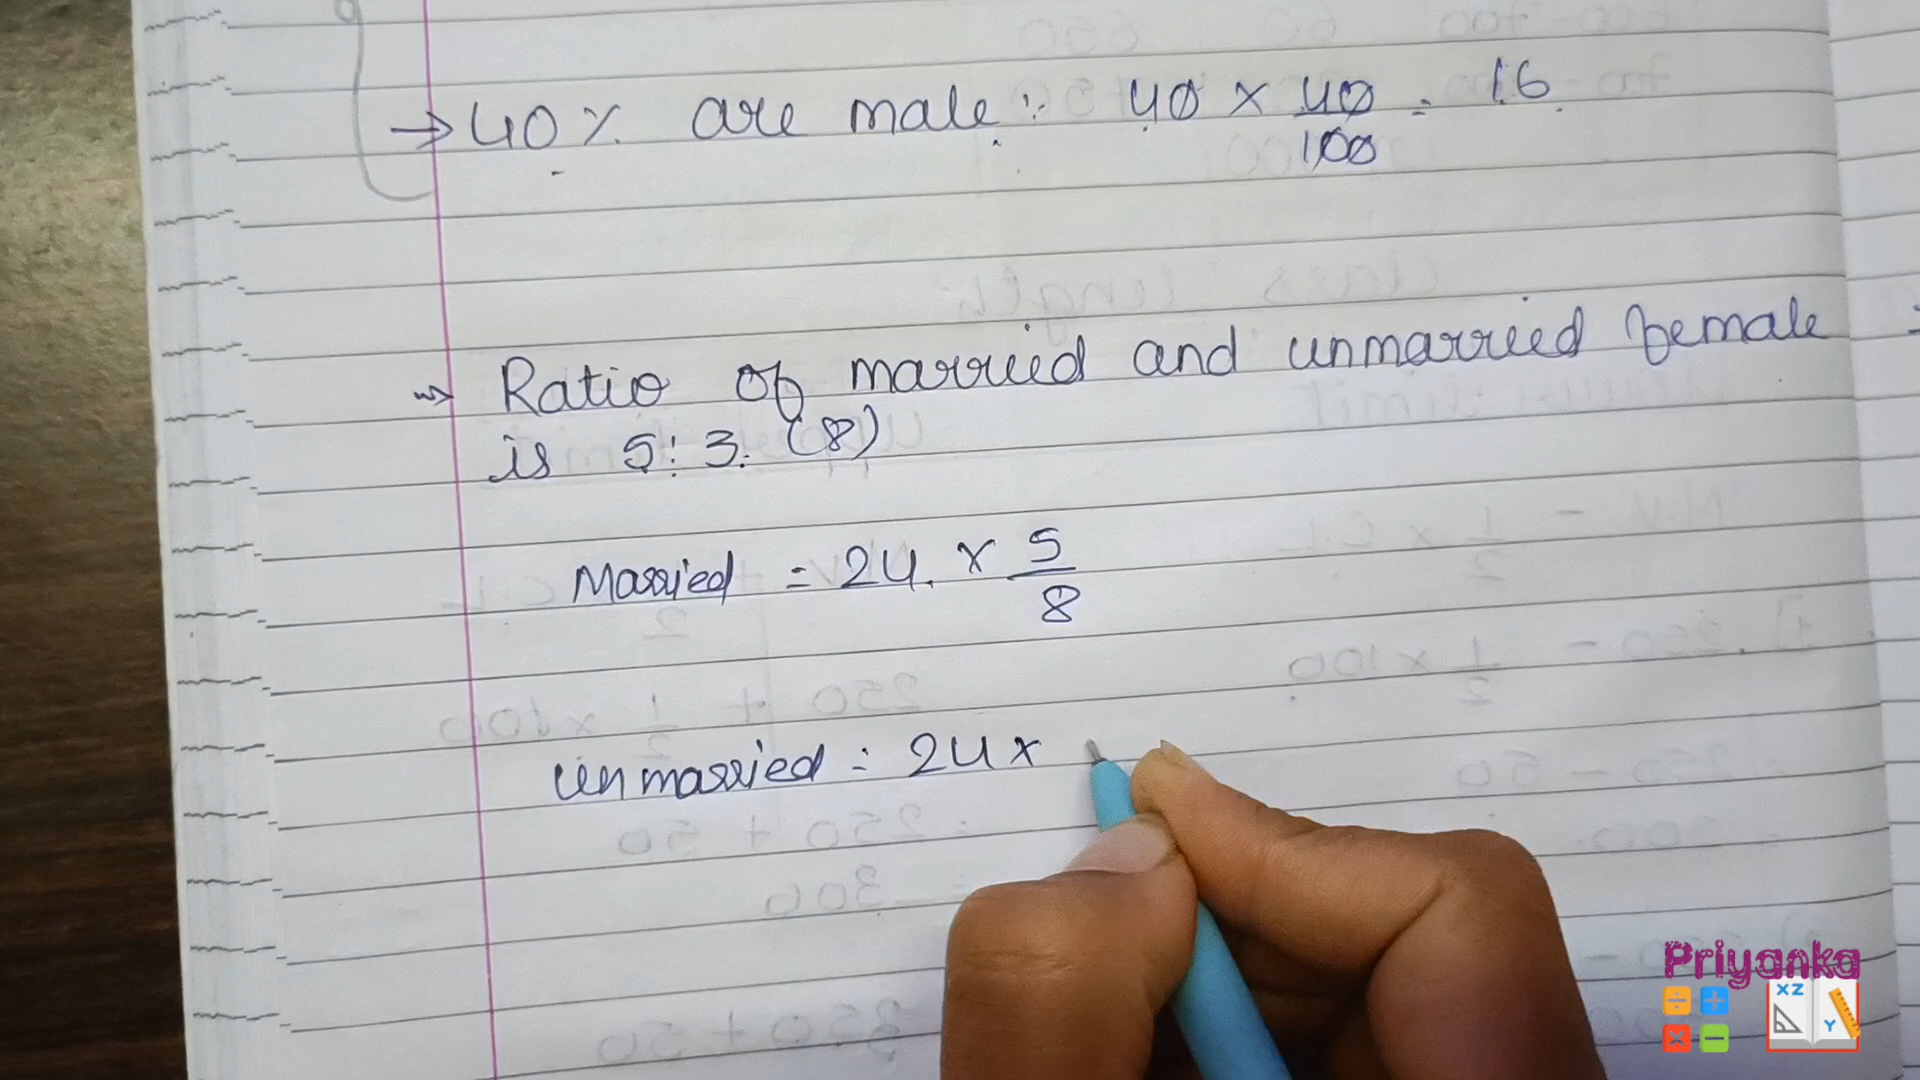 → 40% are male: 40 × 40/100 = 16
⇒ Ratio of married and unmarried female =
is 5:3. (8)
Married = 24 × 5/8
Unmarried = 24 ×
Priyanka
XZ
Y